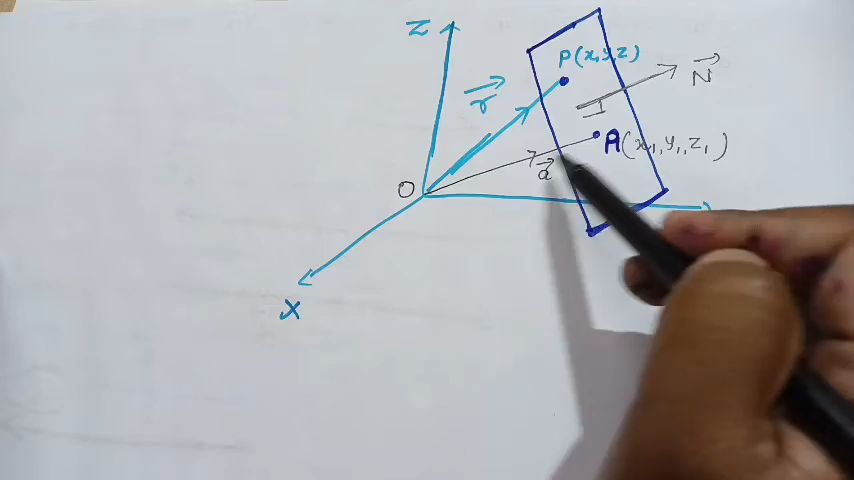 Z
P(x,y,z)
→N
→r
A(x₁,y₁,z₁)
→a
O
X